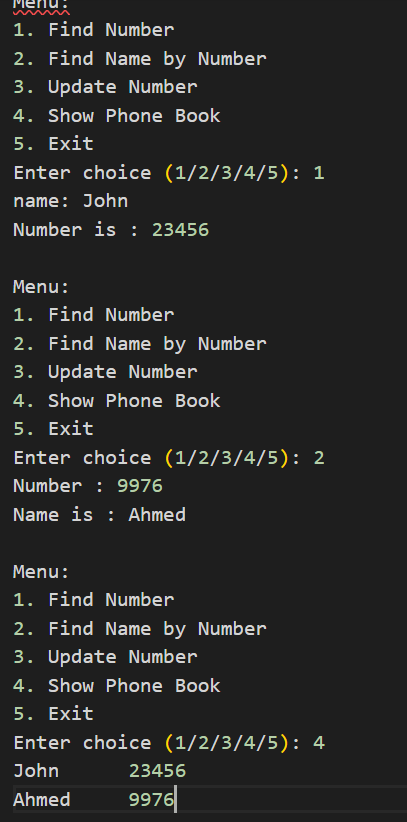 Menu:
1. Find Number
2. Find Name by Number
3. Update Number
4. Show Phone Book
5. Exit
Enter choice (1/2/3/4/5): 1
name: John
Number is : 23456
Menu:
1. Find Number
2. Find Name by Number
3. Update Number
4. Show Phone Book
5. Exit
Enter choice (1/2/3/4/5): 2
Number : 9976
Name is : Ahmed
Menu:
1. Find Number
2. Find Name by Number
3. Update Number
4. Show Phone Book
5. Exit
Enter choice (1/2/3/4/5): 4
John      23456
Ahmed     9976